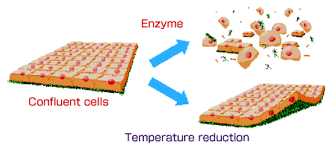 Enzyme
Confluent cells
Temperature reduction